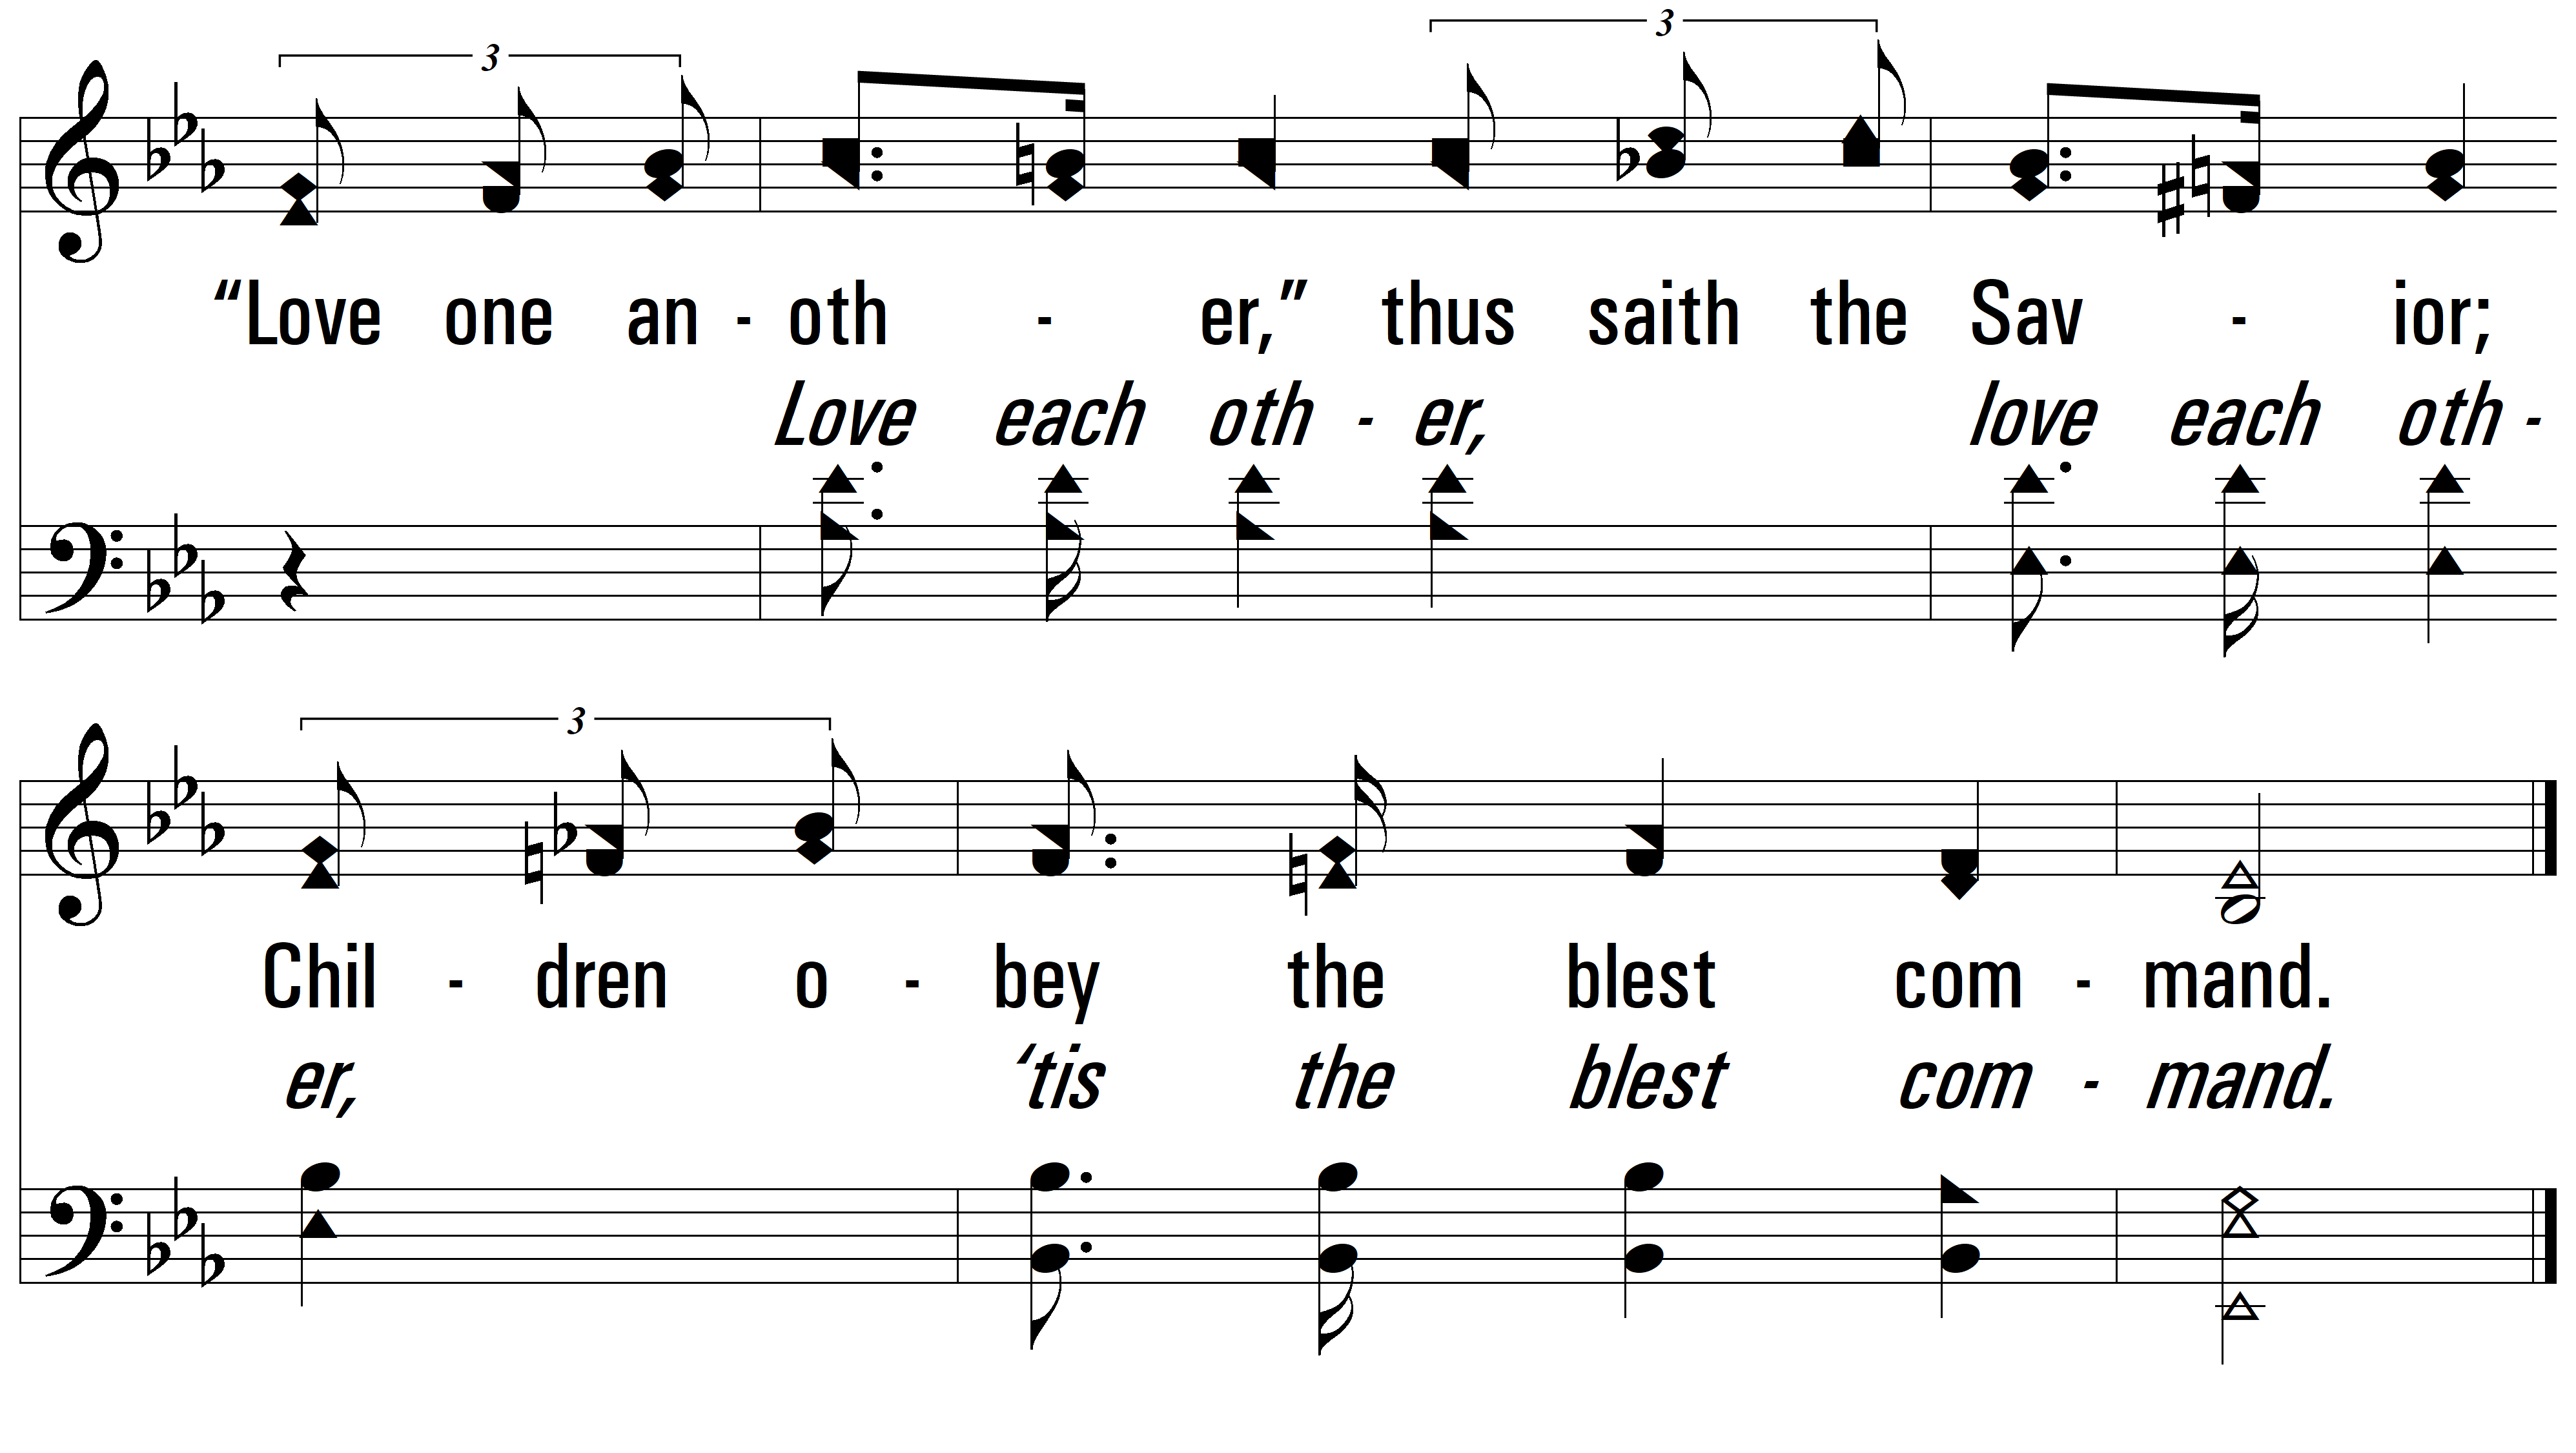 3 3
“Love one an - oth - er,” thus saith the Sav - ior;
Love each oth - er, love each oth -
3
Chil - dren o - bey the blest com - mand.
er, ‘tis the blest com - mand.